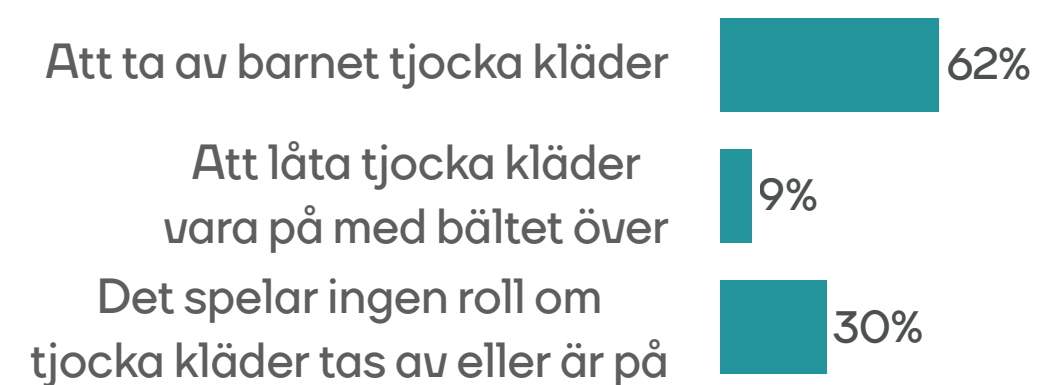 Att ta av barnet tjocka kläder 62%
Att låta tjocka kläder
vara på med bältet över 9%
Det spelar ingen roll om
tjocka kläder tas av eller är på 30%